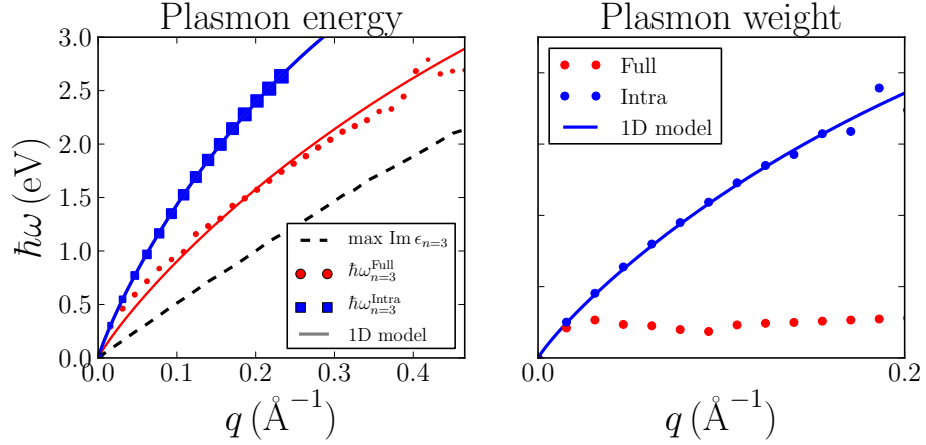 Plasmon energy
3.0
2.5
2.0
1.5
1.0
0.5
0.0
ħω (eV)
max Im ϵ_{n=3}
ħω_{n=3}^{Full}
ħω_{n=3}^{Intra}
1D model
0.0 0.1 0.2 0.3 0.4
q (Å⁻¹)
Plasmon weight
Full
Intra
1D model
0.0 0.2
q (Å⁻¹)